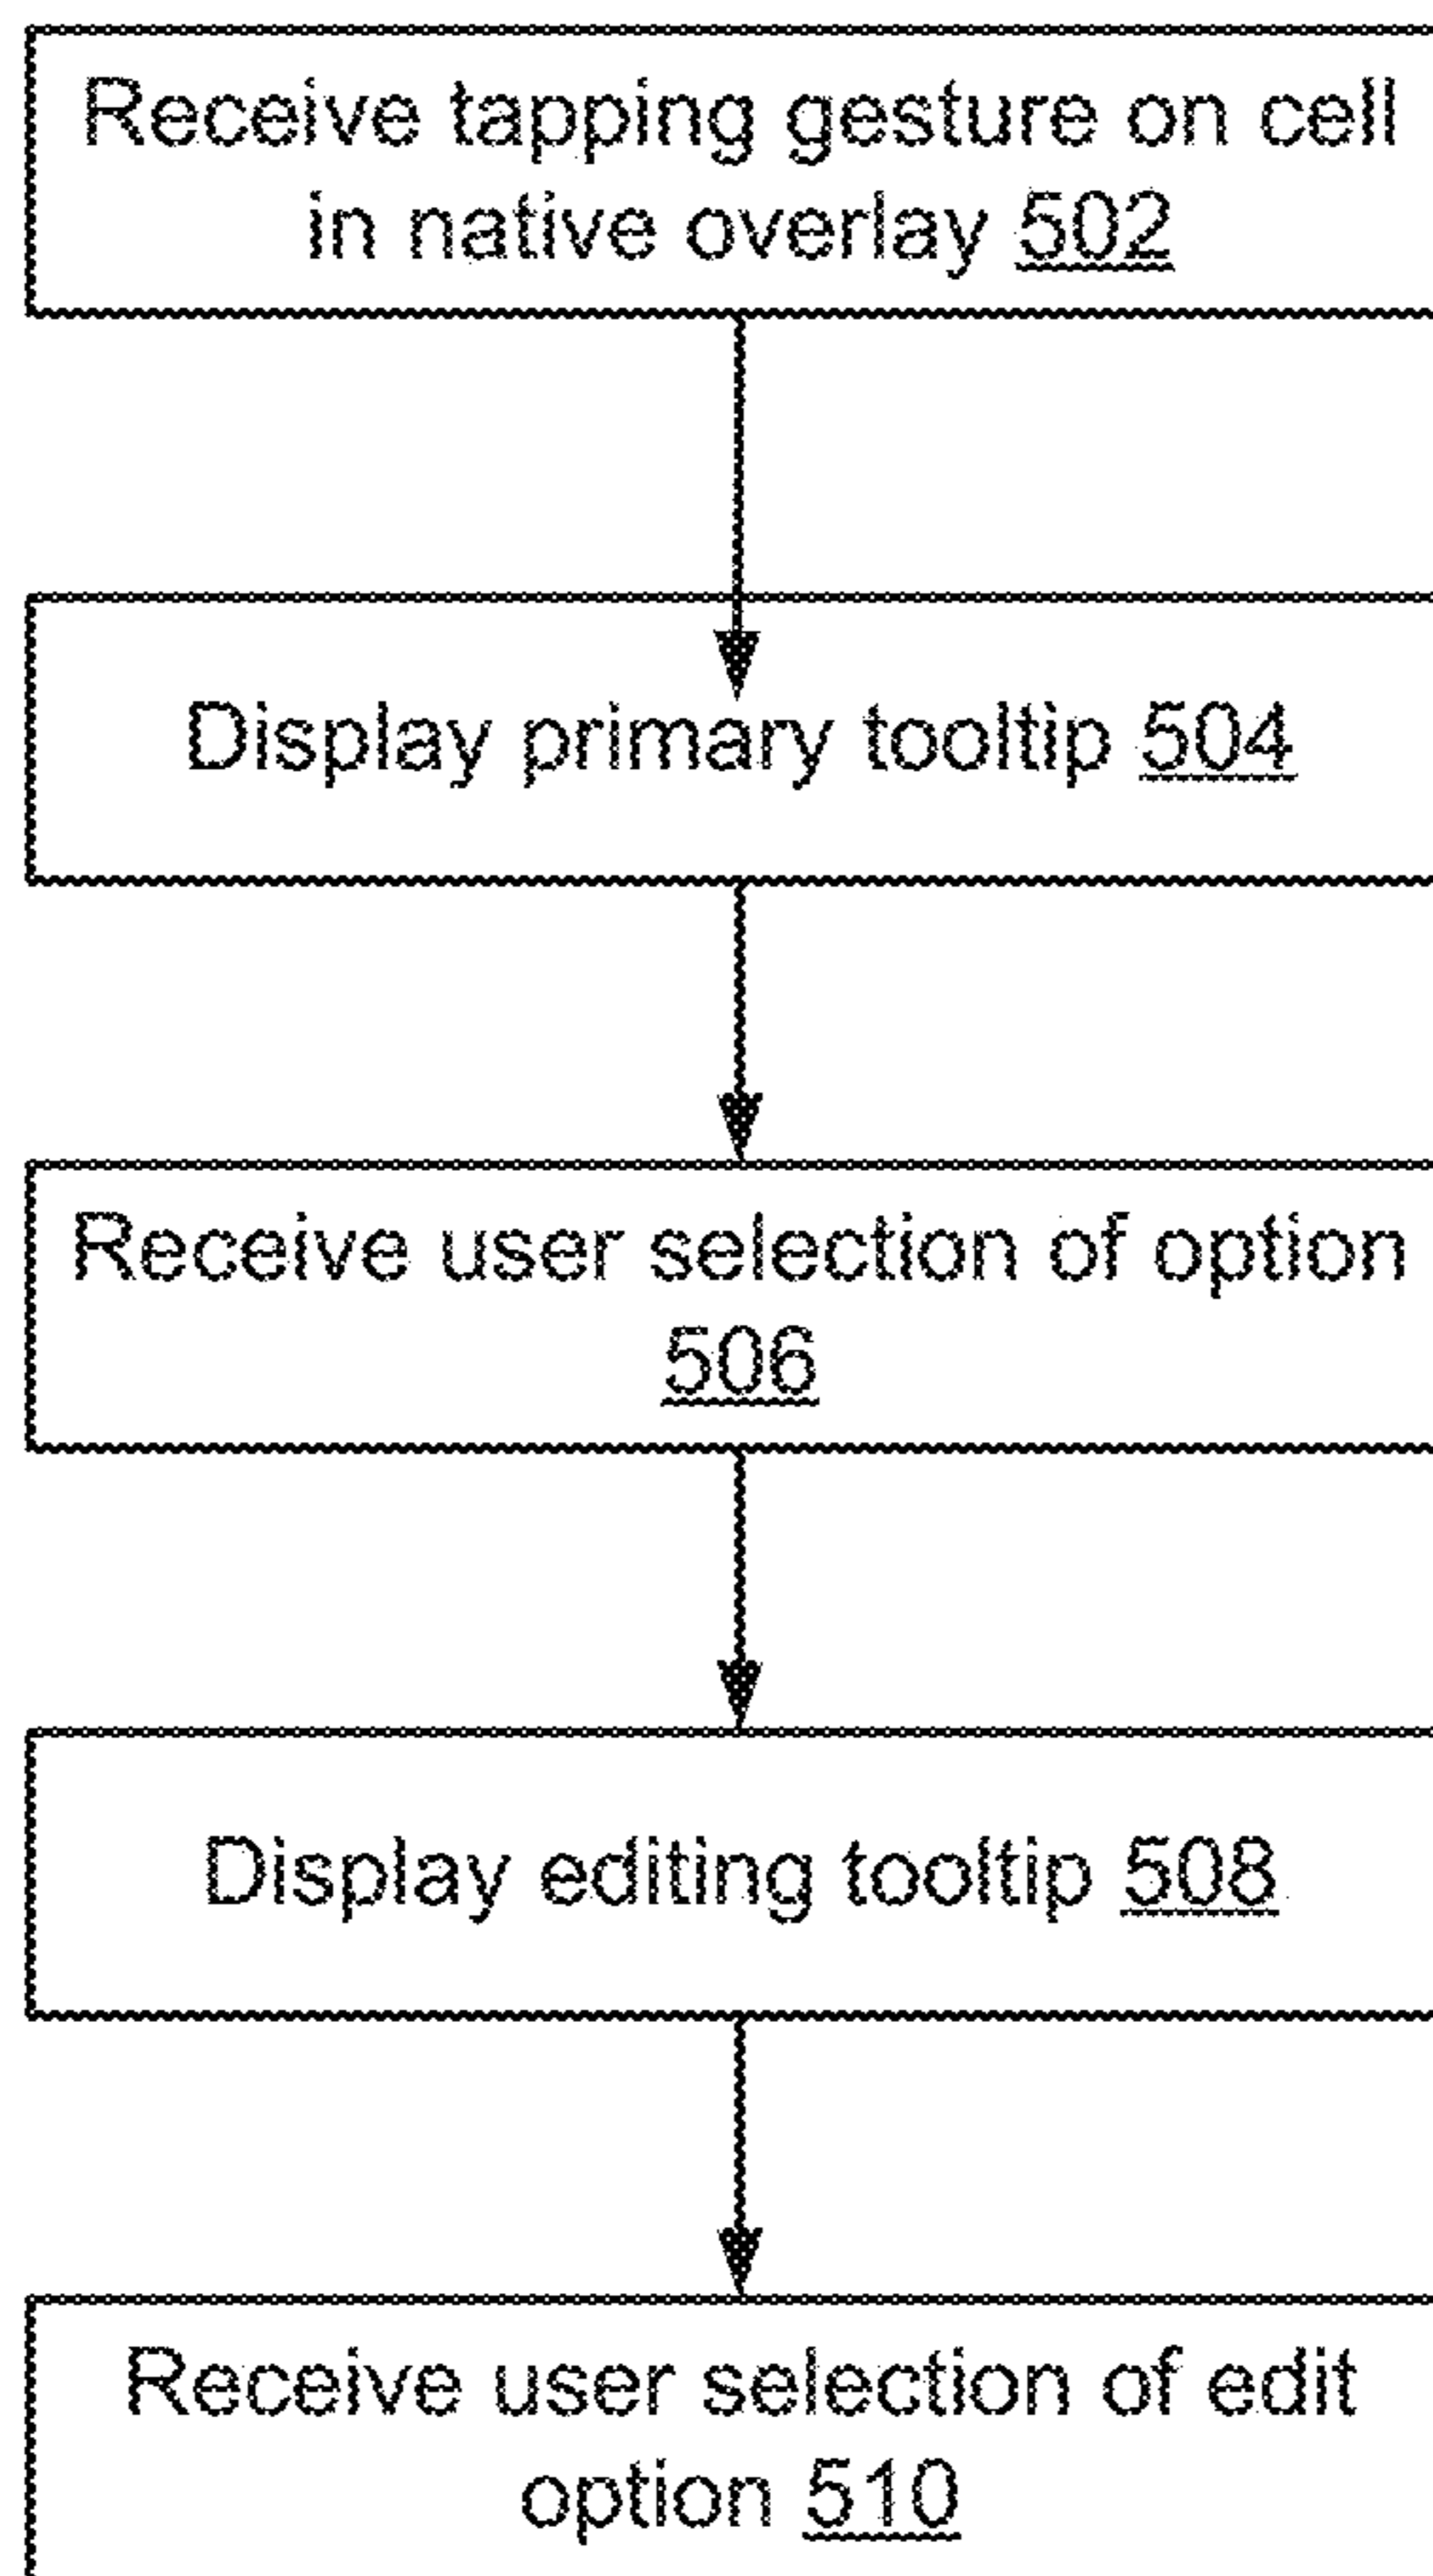 Receive tapping gesture on cell
in native overlay 502
Display primary tooltip 504
Receive user selection of option
506
Display editing tooltip 508
Receive user selection of edit
option 510